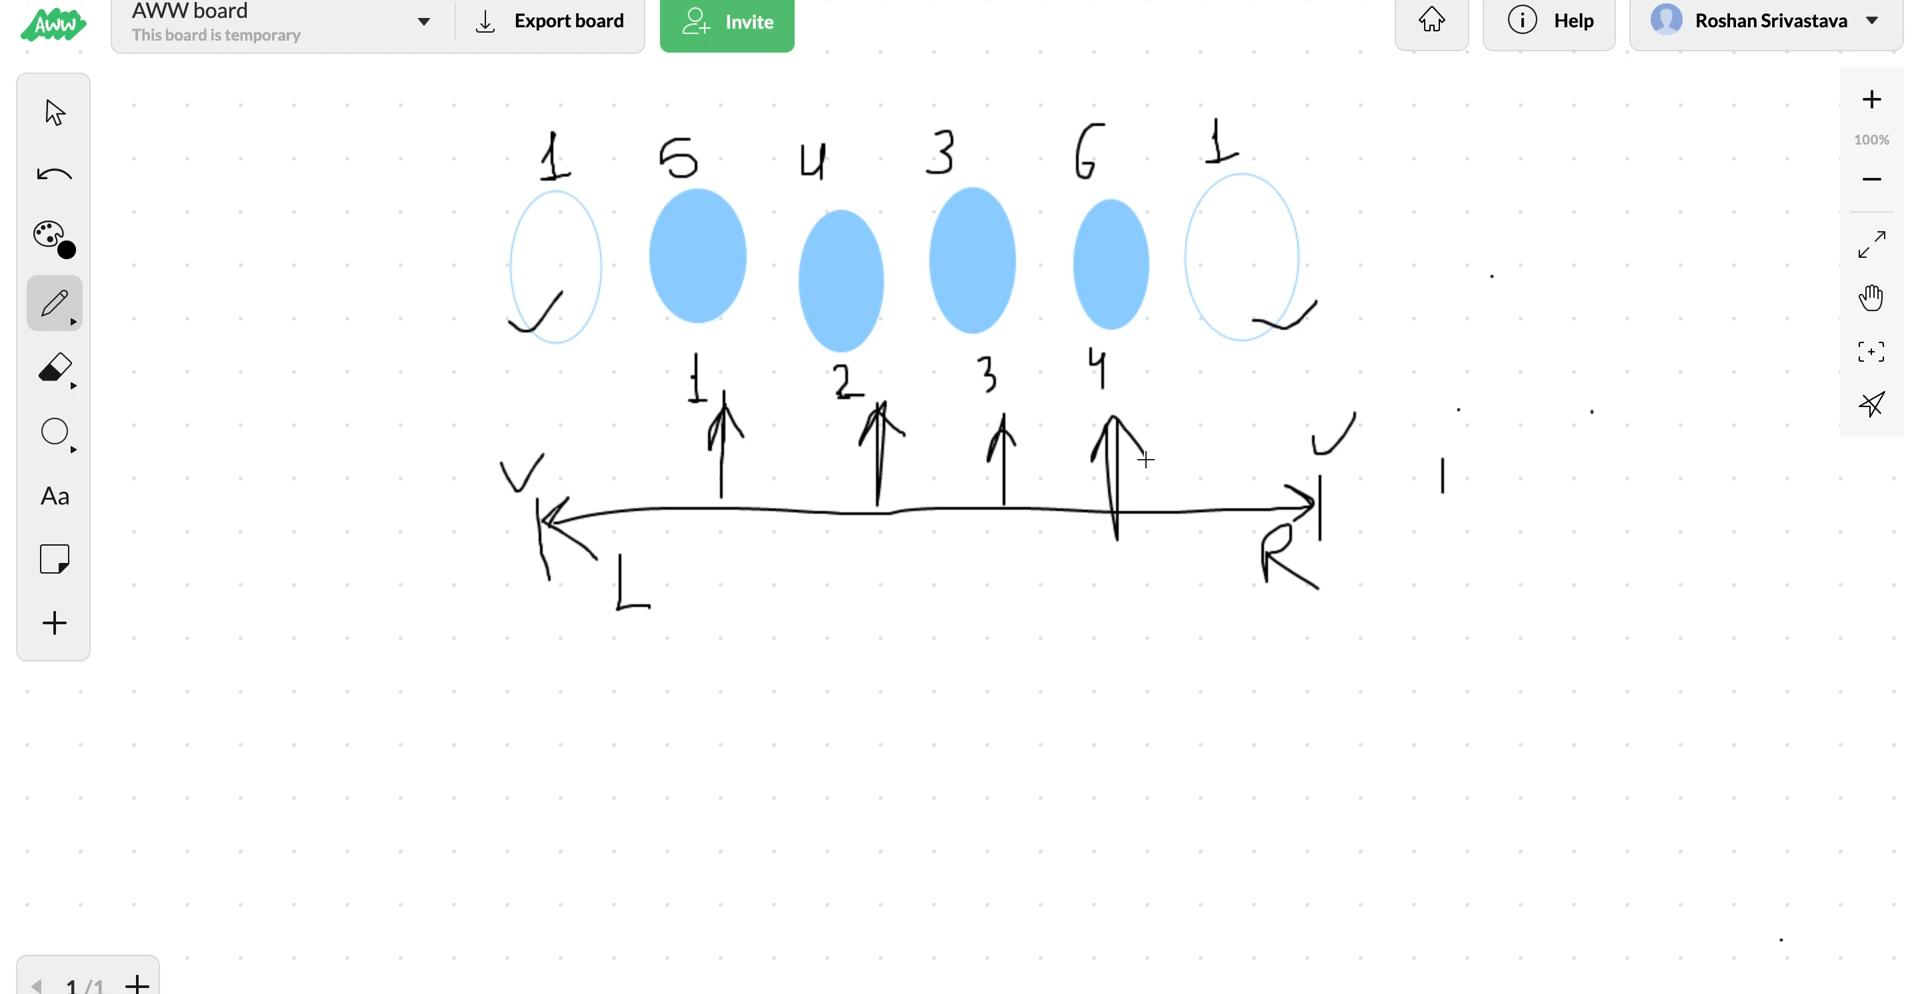 AWW
AWW board
This board is temporary
Export board
Invite
Help
Roshan Srivastava
100%
1 5 4 3 6 1
1 2 3 4
L R
Aa
1 /1